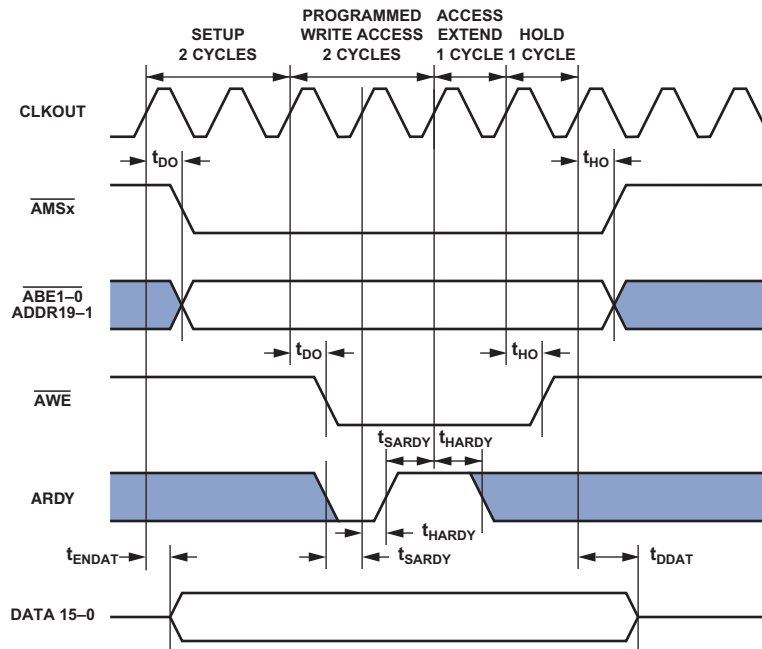 SETUP
2 CYCLES
PROGRAMMED
WRITE ACCESS
2 CYCLES
ACCESS
EXTEND
1 CYCLE
HOLD
1 CYCLE
CLKOUT
tDO
tHO
AMSx
ABE1–0
ADDR19–1
tDO
tHO
AWE
tSARDY
tHARDY
ARDY
tHARDY
tENDAT
tSARDY
tDDAT
DATA 15–0